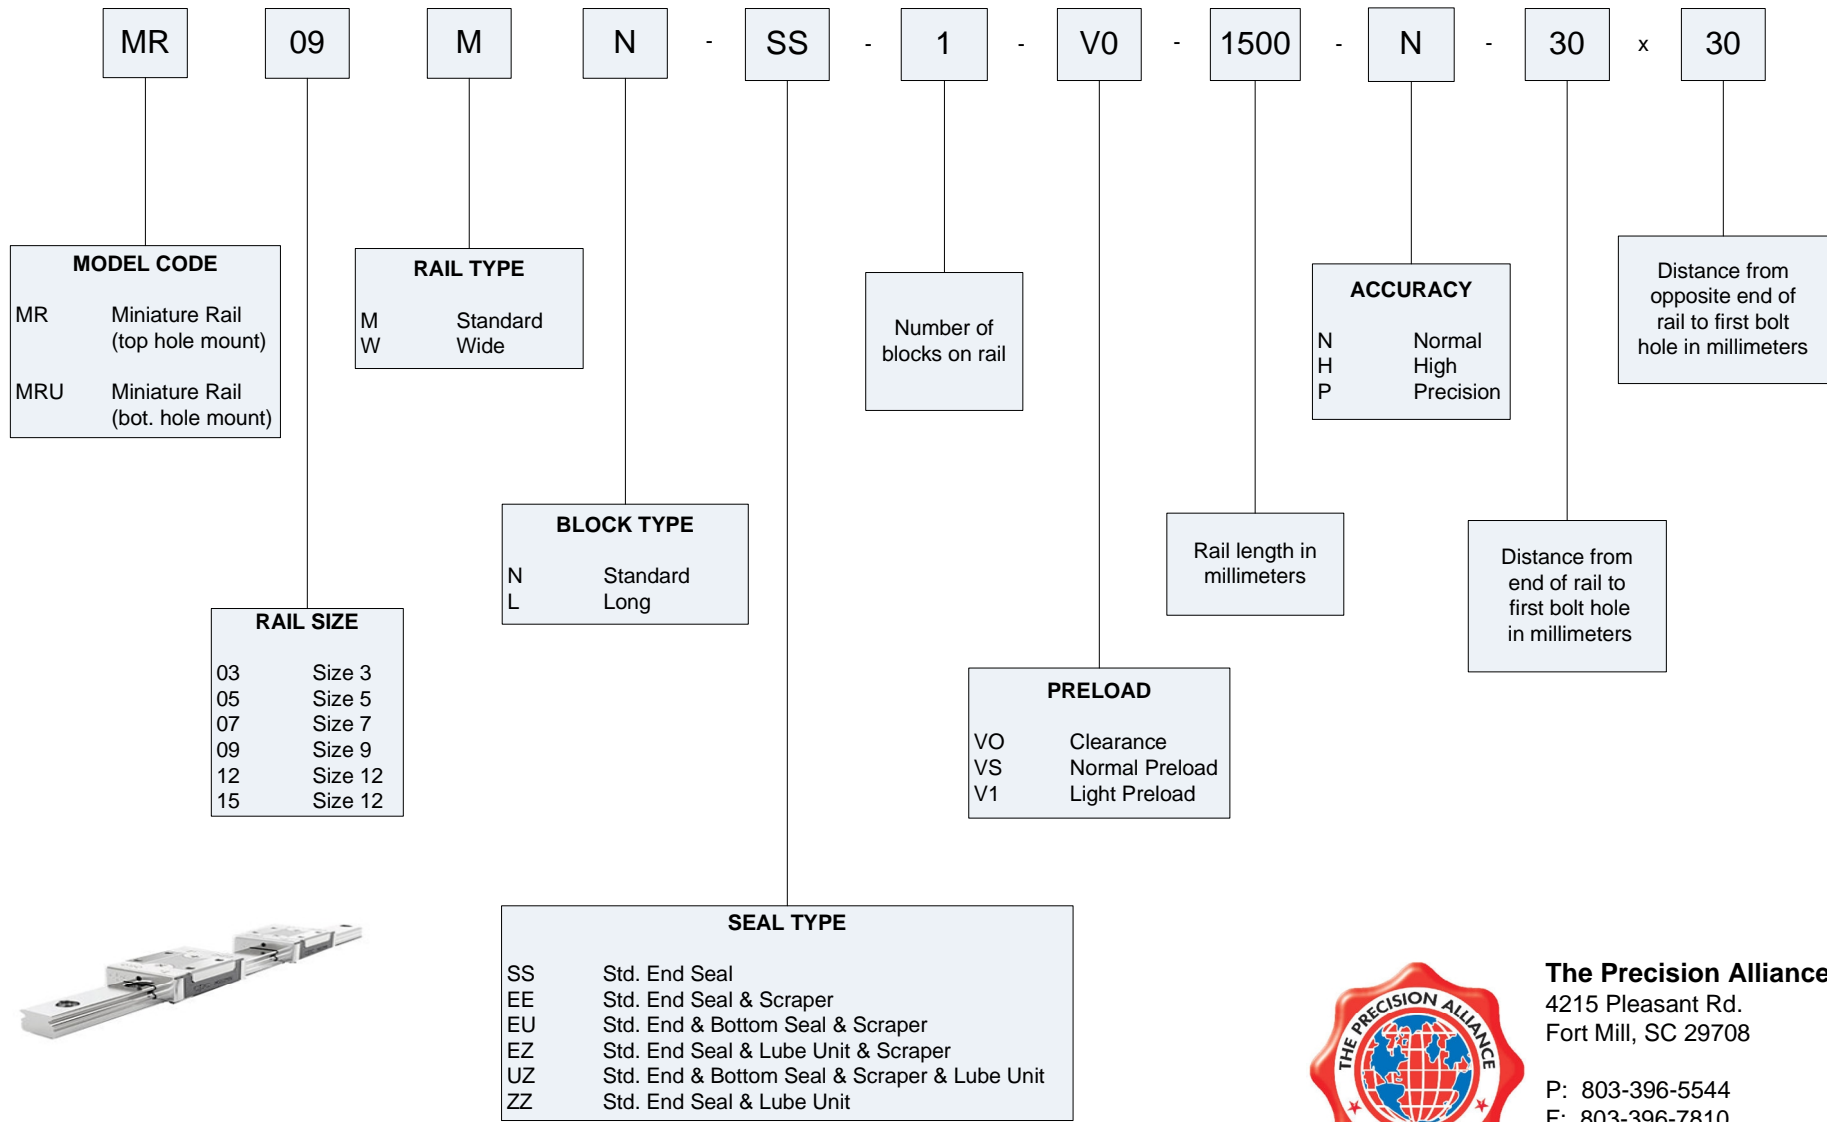 MR 09 M N - SS - 1 - V0 - 1500 - N - 30 x 30
MODEL CODE
MR Miniature Rail
(top hole mount)
MRU Miniature Rail
(bot. hole mount)
RAIL TYPE
M Standard
W Wide
Number of
blocks on rail
ACCURACY
N Normal
H High
P Precision
Distance from
opposite end of
rail to first bolt
hole in millimeters
BLOCK TYPE
N Standard
L Long
Rail length in
millimeters
Distance from
end of rail to
first bolt hole
in millimeters
RAIL SIZE
03 Size 3
05 Size 5
07 Size 7
09 Size 9
12 Size 12
15 Size 12
PRELOAD
VO Clearance
VS Normal Preload
V1 Light Preload
SEAL TYPE
SS Std. End Seal
EE Std. End Seal & Scraper
EU Std. End & Bottom Seal & Scraper
EZ Std. End Seal & Lube Unit & Scraper
UZ Std. End & Bottom Seal & Scraper & Lube Unit
ZZ Std. End Seal & Lube Unit
THE PRECISION ALLIANCE
The Precision Alliance
4215 Pleasant Rd.
Fort Mill, SC 29708
P: 803-396-5544
F: 803-396-7810